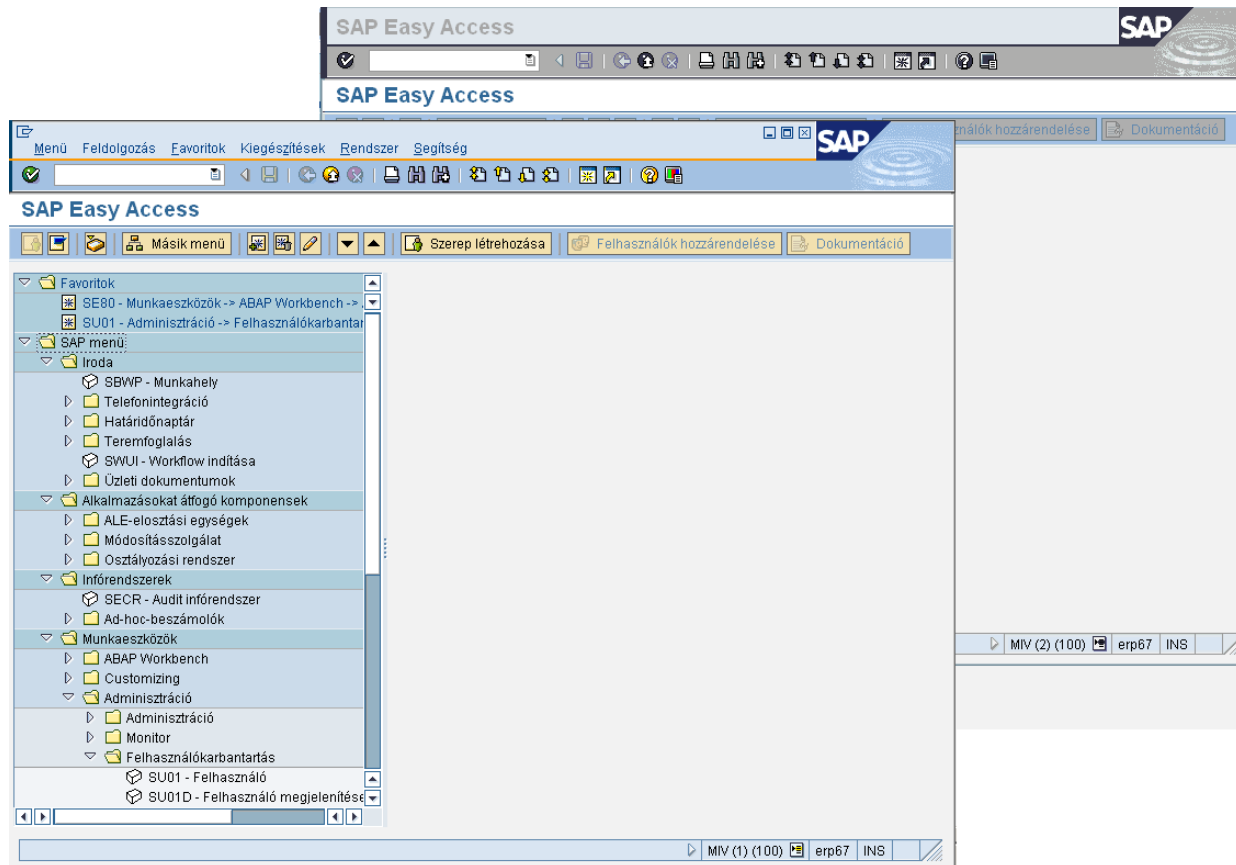 SAP Easy Access
SAP
SAP Easy Access
nálók hozzárendelése Dokumentáció
Menü Feldolgozás Favoritok Kiegészítések Rendszer Segítség
SAP
SAP Easy Access
Másik menü Szerep létrehozása Felhasználók hozzárendelése Dokumentáció
Favoritok
SE80 - Munkaeszközök -> ABAP Workbench -> .
SU01 - Adminisztráció -> Felhasználókarbantar
SAP menü
Iroda
SBWP - Munkahely
Telefonintegráció
Határidőnaptár
Teremfoglalás
SWUI - Workflow indítása
Üzleti dokumentumok
Alkalmazásokat átfogó komponensek
ALE-elosztási egységek
Módosításszolgálat
Osztályozási rendszer
Infórendszerek
SECR - Audit infórendszer
Ad-hoc-beszámolók
Munkaeszközök
ABAP Workbench
Customizing
Adminisztráció
Adminisztráció
Monitor
Felhasználókarbantartás
SU01 - Felhasználó
SU01D - Felhasználó megjelenítése
MIV (2) (100) erp67 INS
MIV (1) (100) erp67 INS